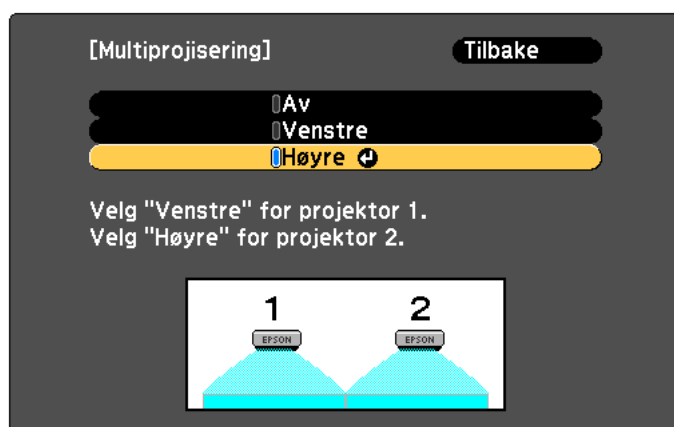 [Multiprojisering] Tilbake
Av
Venstre
Høyre
Velg "Venstre" for projektor 1.
Velg "Høyre" for projektor 2.
1 2
EPSON EPSON